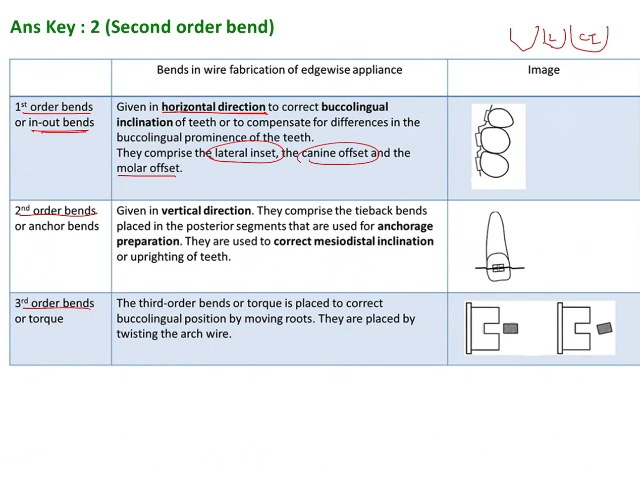 Ans Key : 2 (Second order bend)
Bends in wire fabrication of edgewise appliance
Image
1st order bends
or in-out bends
Given in horizontal direction to correct buccolingual
inclination of teeth or to compensate for differences in the
buccolingual prominence of the teeth.
They comprise the lateral inset, the canine offset and the
molar offset.
2nd order bends
or anchor bends
Given in vertical direction. They comprise the tieback bends
placed in the posterior segments that are used for anchorage
preparation. They are used to correct mesiodistal inclination
or uprighting of teeth.
3rd order bends
or torque
The third-order bends or torque is placed to correct
buccolingual position by moving roots. They are placed by
twisting the arch wire.